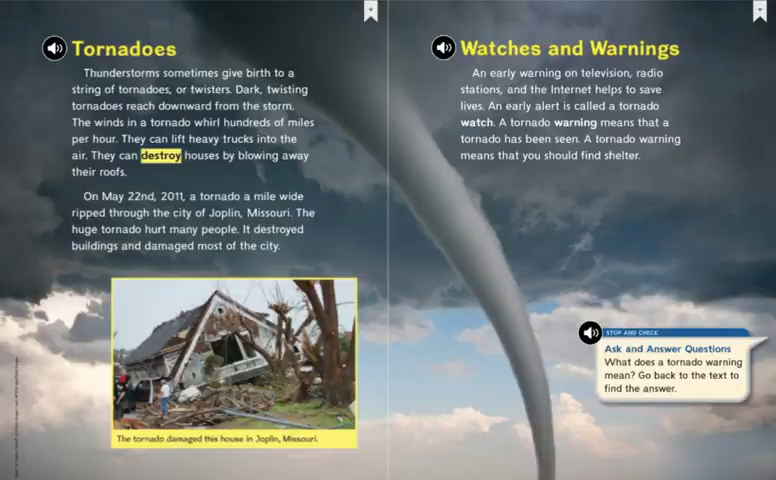 Tornadoes
Thunderstorms sometimes give birth to a
string of tornadoes, or twisters. Dark, twisting
tornadoes reach downward from the storm.
The winds in a tornado whirl hundreds of miles
per hour. They can lift heavy trucks into the
air. They can destroy houses by blowing away
their roofs.
On May 22nd, 2011, a tornado a mile wide
ripped through the city of Joplin, Missouri. The
huge tornado hurt many people. It destroyed
buildings and damaged most of the city.
The tornado damaged this house in Joplin, Missouri.
Watches and Warnings
An early warning on television, radio
stations, and the Internet helps to save
lives. An early alert is called a tornado
watch. A tornado warning means that a
tornado has been seen. A tornado warning
means that you should find shelter.
STOP AND CHECK
Ask and Answer Questions
What does a tornado warning
mean? Go back to the text to
find the answer.